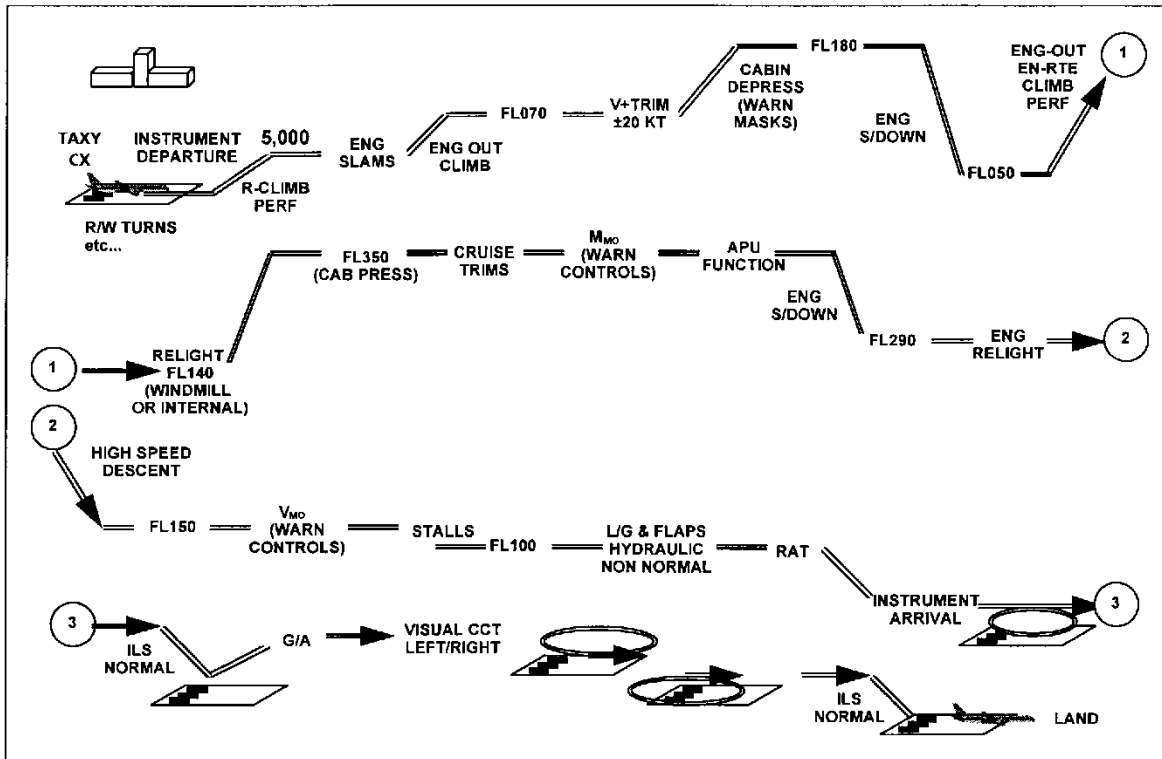 TAXY
CX
INSTRUMENT
DEPARTURE
5,000
R-CLIMB
PERF
R/W TURNS
etc...
ENG
SLAMS
ENG OUT
CLIMB
FL070
V+TRIM
±20 KT
CABIN
DEPRESS
(WARN
MASKS)
FL180
ENG
S/DOWN
FL050
ENG-OUT
EN-RTE
CLIMB
PERF
1
1
RELIGHT
FL140
(WINDMILL
OR INTERNAL)
FL350
(CAB PRESS)
CRUISE
TRIMS
MMO
(WARN
CONTROLS)
APU
FUNCTION
ENG
S/DOWN
FL290
ENG
RELIGHT
2
2
HIGH SPEED
DESCENT
FL150
VMO
(WARN
CONTROLS)
STALLS
FL100
L/G & FLAPS
HYDRAULIC
NON NORMAL
RAT
INSTRUMENT
ARRIVAL
3
3
ILS
NORMAL
G/A
VISUAL CCT
LEFT/RIGHT
ILS
NORMAL
LAND